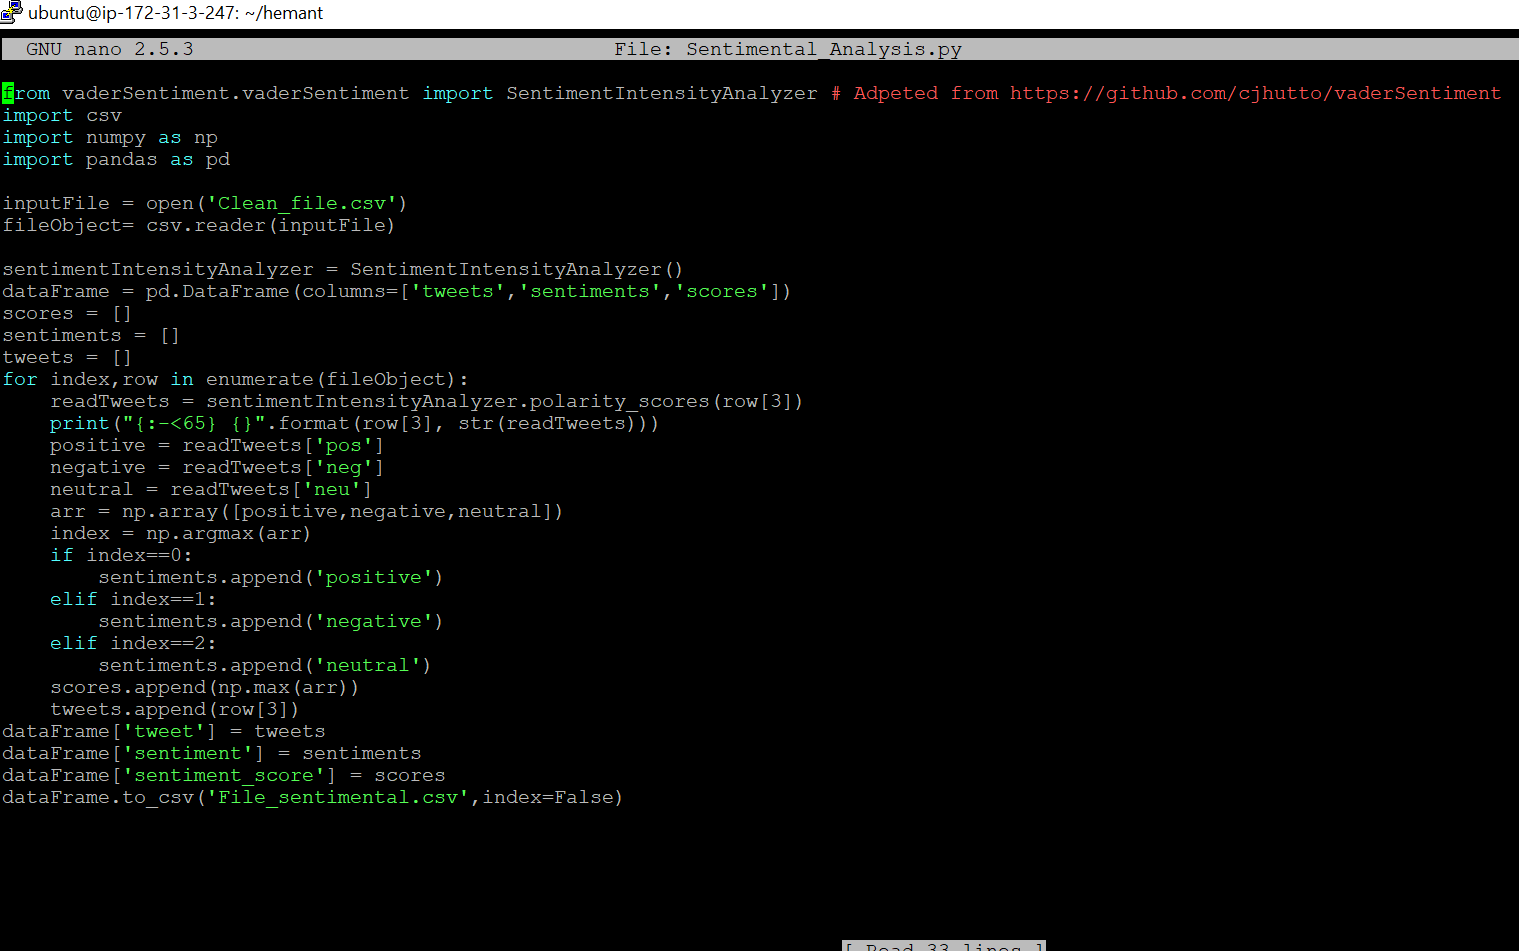 ubuntu@ip-172-31-3-247: ~/hemant
GNU nano 2.5.3 File: Sentimental_Analysis.py
from vaderSentiment.vaderSentiment import SentimentIntensityAnalyzer # Adpeted from https://github.com/cjhutto/vaderSentiment
import csv
import numpy as np
import pandas as pd

inputFile = open('Clean_file.csv')
fileObject= csv.reader(inputFile)

sentimentIntensityAnalyzer = SentimentIntensityAnalyzer()
dataFrame = pd.DataFrame(columns=['tweets','sentiments','scores'])
scores = []
sentiments = []
tweets = []
for index,row in enumerate(fileObject):
    readTweets = sentimentIntensityAnalyzer.polarity_scores(row[3])
    print("{:-<65} {}".format(row[3], str(readTweets)))
    positive = readTweets['pos']
    negative = readTweets['neg']
    neutral = readTweets['neu']
    arr = np.array([positive,negative,neutral])
    index = np.argmax(arr)
    if index==0:
        sentiments.append('positive')
    elif index==1:
        sentiments.append('negative')
    elif index==2:
        sentiments.append('neutral')
    scores.append(np.max(arr))
    tweets.append(row[3])
dataFrame['tweet'] = tweets
dataFrame['sentiment'] = sentiments
dataFrame['sentiment_score'] = scores
dataFrame.to_csv('File_sentimental.csv',index=False)
[ Read 33 lines ]